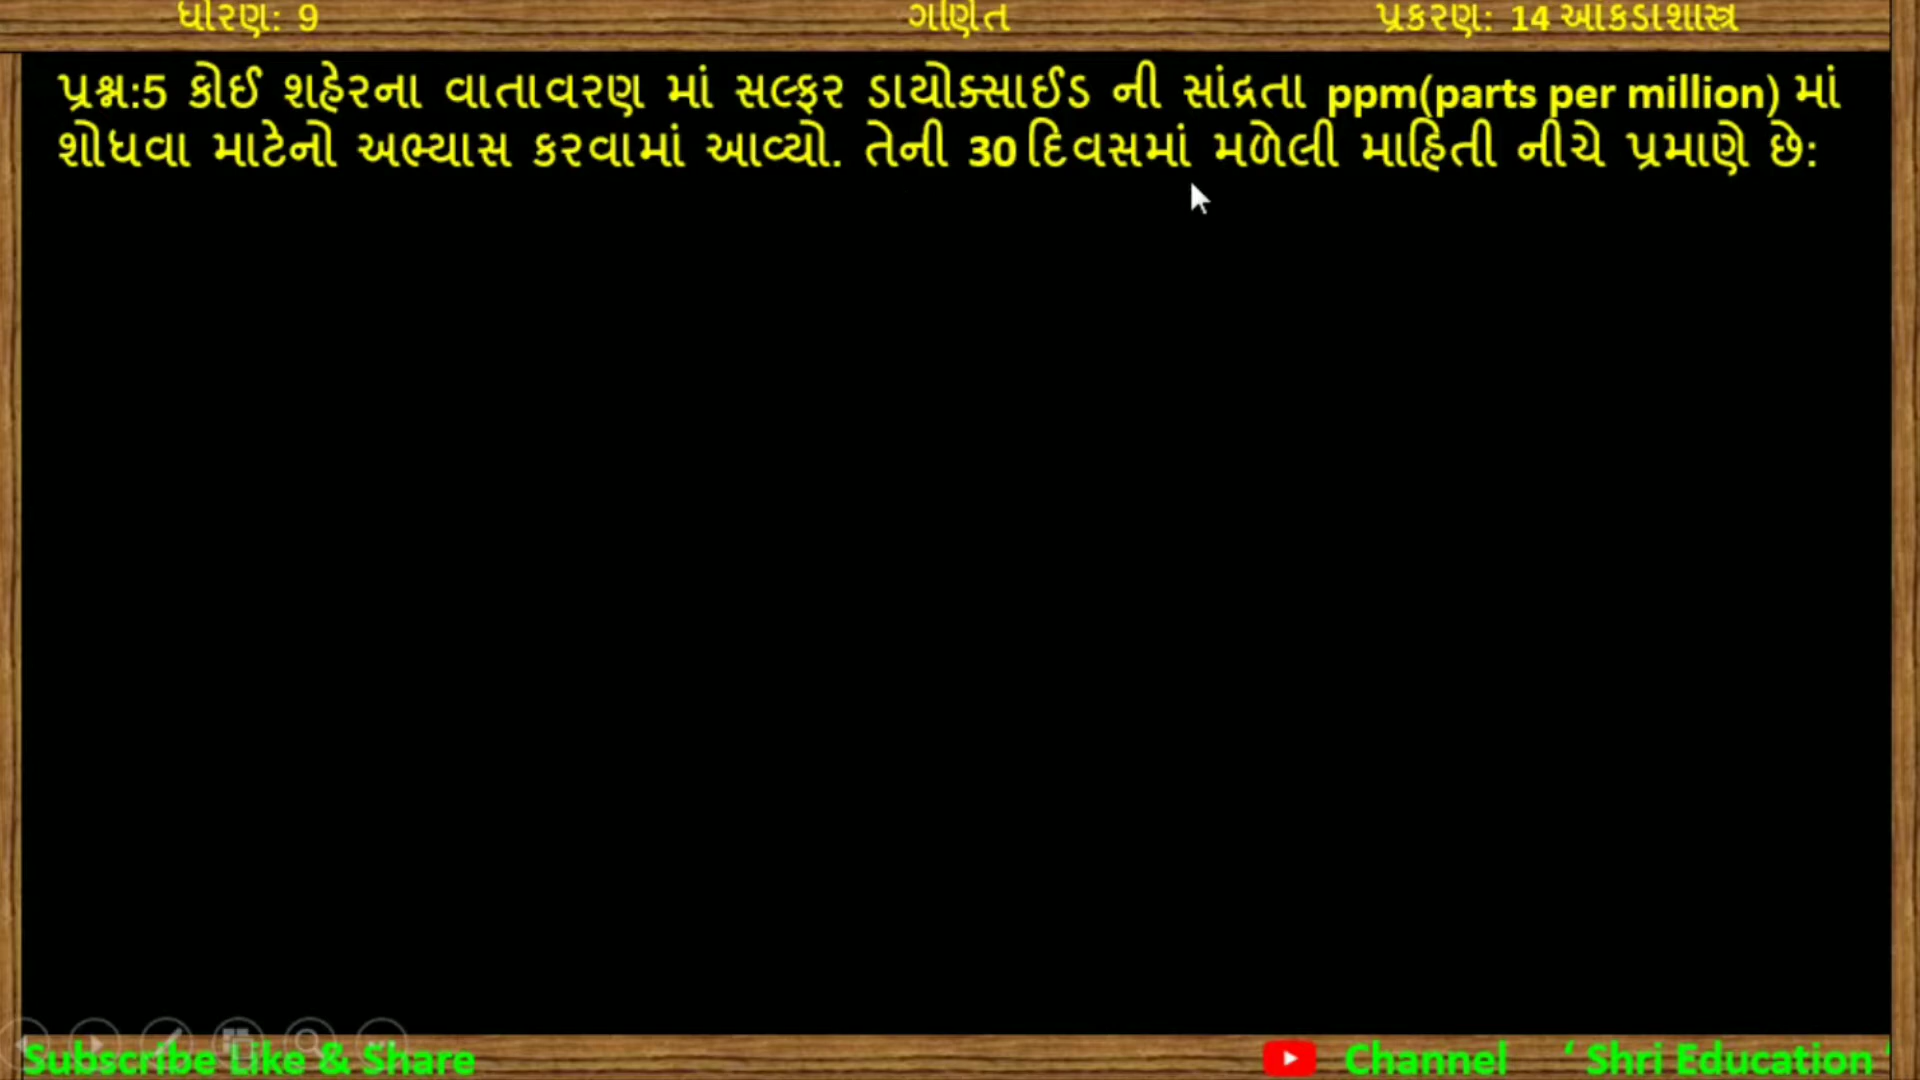 ધોરણ: 9 ગણિત પ્રકરણ: 14 આંકડાશાસ્ત્ર
પ્રશ્ન:5 કોઈ શહેરના વાતાવરણ માં સલ્ફર ડાયોક્સાઈડ ની સાંદ્રતા ppm(parts per million) માં
શોધવા માટેનો અભ્યાસ કરવામાં આવ્યો. તેની 30 દિવસમાં મળેલી માહિતી નીચે પ્રમાણે છે:
Subscribe Like & Share Channel ‘ Shri Education ’